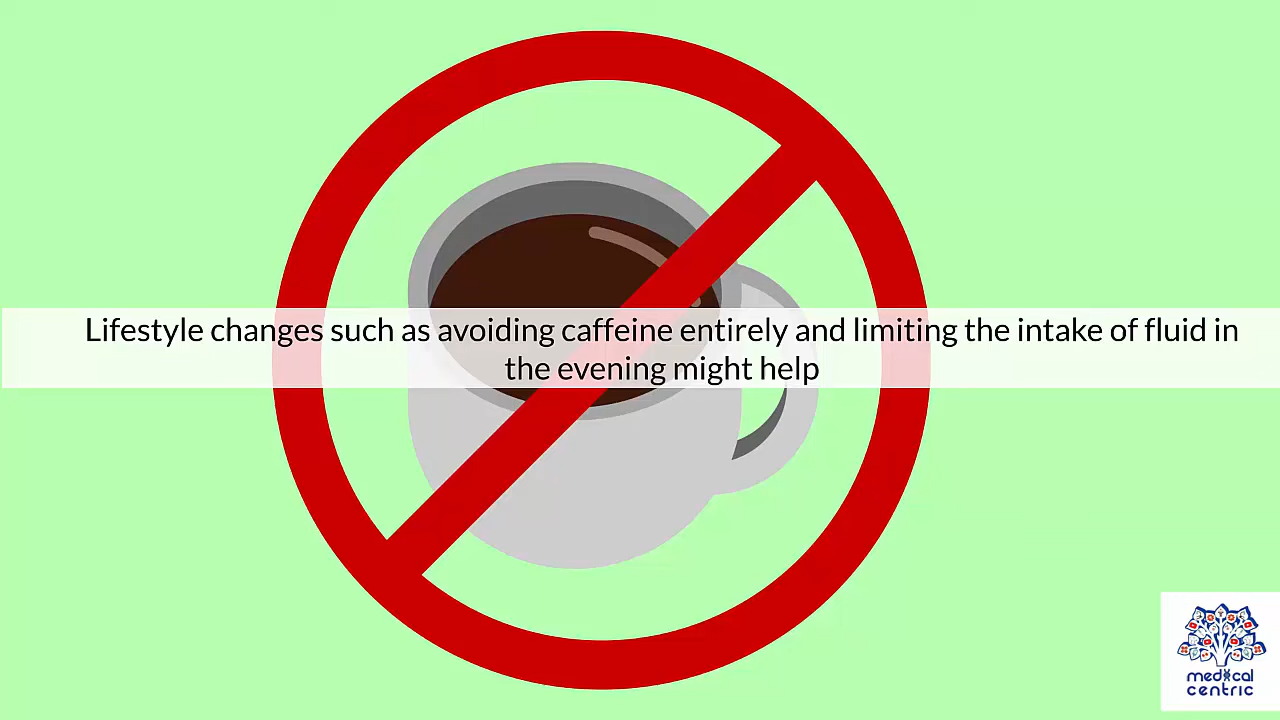 Lifestyle changes such as avoiding caffeine entirely and limiting the intake of fluid in
the evening might help
medical
centric